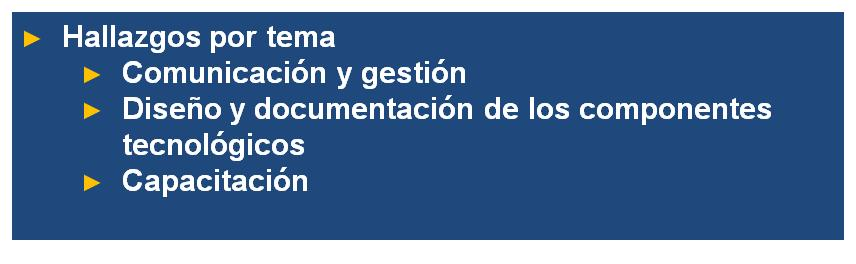 ► Hallazgos por tema
► Comunicación y gestión
► Diseño y documentación de los componentes
tecnológicos
► Capacitación